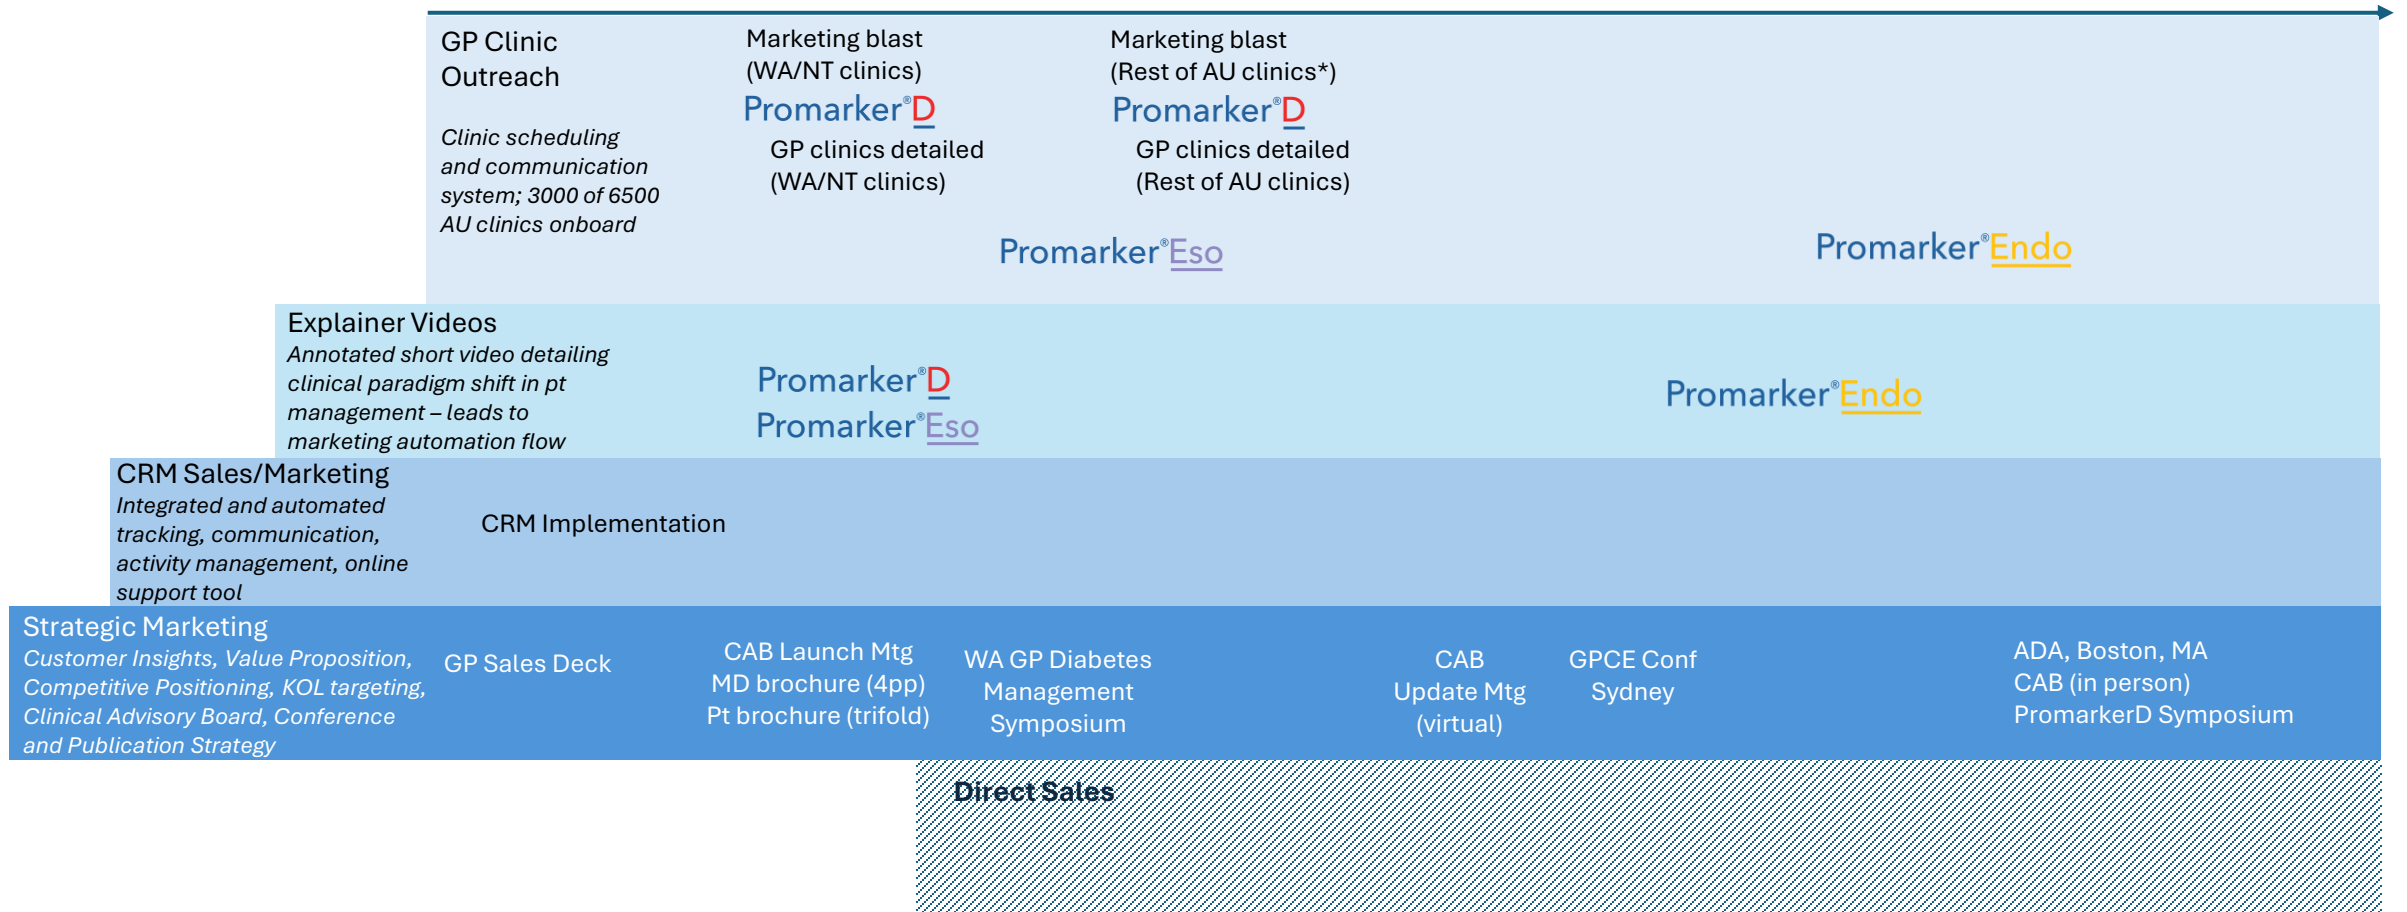 GP Clinic
Outreach
Clinic scheduling
and communication
system; 3000 of 6500
AU clinics onboard
Marketing blast
(WA/NT clinics)
Promarker®D
GP clinics detailed
(WA/NT clinics)
Marketing blast
(Rest of AU clinics*)
Promarker®D
GP clinics detailed
(Rest of AU clinics)
Promarker®Eso
Promarker®Endo
Explainer Videos
Annotated short video detailing
clinical paradigm shift in pt
management – leads to
marketing automation flow
Promarker®D
Promarker®Eso
Promarker®Endo
CRM Sales/Marketing
Integrated and automated
tracking, communication,
activity management, online
support tool
CRM Implementation
Strategic Marketing
Customer Insights, Value Proposition,
Competitive Positioning, KOL targeting,
Clinical Advisory Board, Conference
and Publication Strategy
GP Sales Deck
CAB Launch Mtg
MD brochure (4pp)
Pt brochure (trifold)
WA GP Diabetes
Management
Symposium
CAB
Update Mtg
(virtual)
GPCE Conf
Sydney
ADA, Boston, MA
CAB (in person)
PromarkerD Symposium
Direct Sales